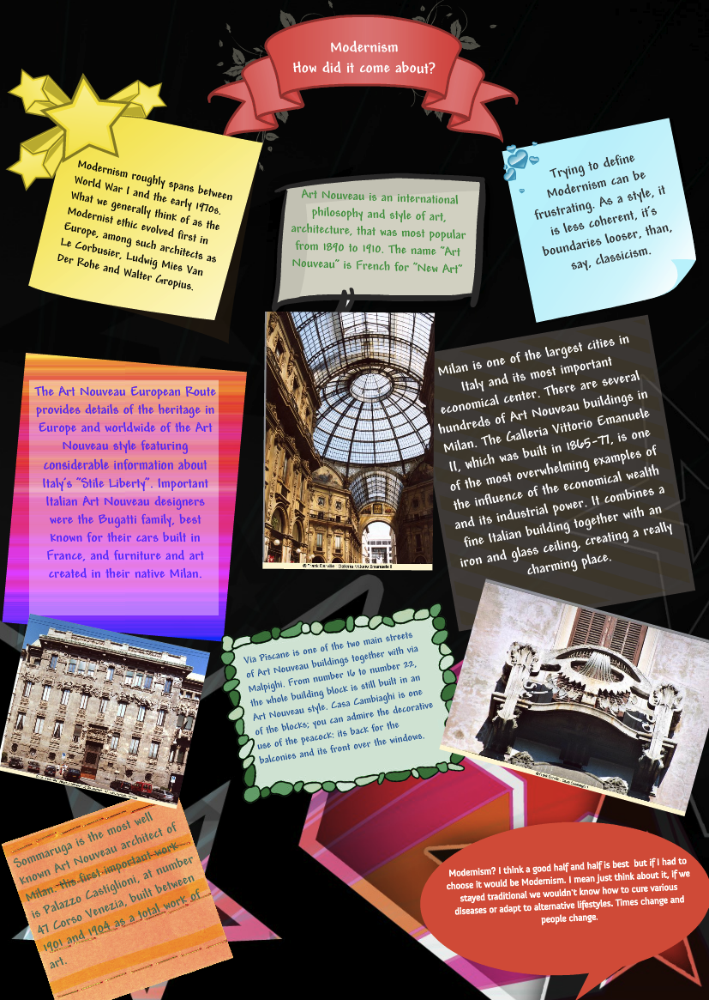 Modernism
How did it come about?
Modernism roughly spans between
World War I and the early 1970s.
What we generally think of as the
Modernist ethic evolved first in
Europe, among such architects as
Le Corbusier, Ludwig Mies Van
Der Rohe and Walter Gropius.
Art Nouveau is an international
philosophy and style of art,
architecture, that was most popular
from 1890 to 1910. The name "Art
Nouveau" is French for "New Art"
Trying to define
Modernism can be
frustrating. As a style, it
is less coherent, it's
boundaries looser, than,
say, classicism.
The Art Nouveau European Route
provides details of the heritage in
Europe and worldwide of the Art
Nouveau style featuring
considerable information about
Italy's "Stile Liberty". Important
Italian Art Nouveau designers
were the Bugatti family, best
known for their cars built in
France, and furniture and art
created in their native Milan.
© Frank Derville : Galleria Vittorio Emanuele II
Milan is one of the largest cities in
Italy and its most important
economical center. There are several
hundreds of Art Nouveau buildings in
Milan. The Galleria Vittorio Emanuele
II, which was built in 1865-77, is one
of the most overwhelming examples of
the influence of the economical wealth
and its industrial power. It combines a
fine Italian building together with an
iron and glass ceiling, creating a really
charming place.
Via Piscane is one of the two main streets
of Art Nouveau buildings together with via
Malpighi. From number 16 to number 22,
the whole building block is still built in an
Art Nouveau style. Casa Cambiaghi is one
of the blocks; you can admire the decorative
use of the peacock: its back for the
balconies and its front over the windows.
Sommaruga is the most well
known Art Nouveau architect of
Milan. His first important work
is Palazzo Castiglioni, at number
47 Corso Venezia, built between
1901 and 1904 as a total work of
art.
Modernism? I think a good half and half is best but if I had to
choose it would be Modernism. I mean just think about it, If we
stayed traditional we wouldn't know how to cure various
diseases or adapt to alternative lifestyles. Times change and
people change.